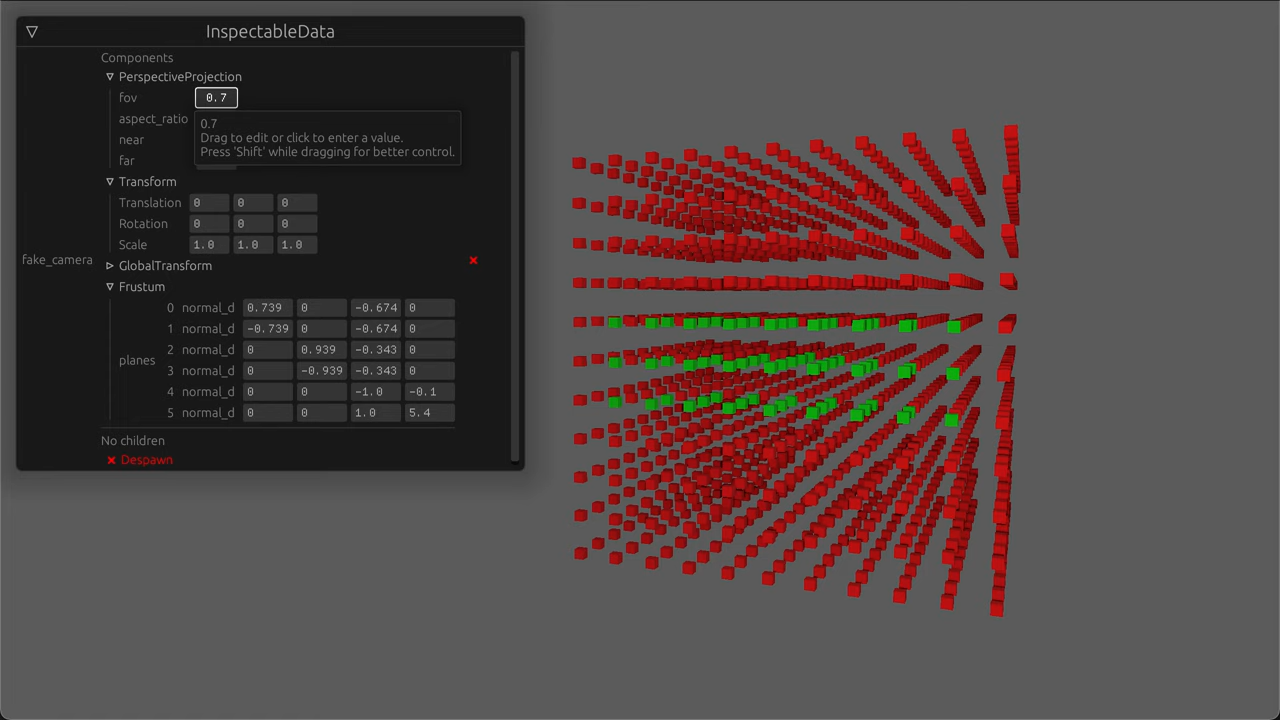 InspectableData
Components
PerspectiveProjection
fov 0.7
aspect_ratio
near
far
0.7
Drag to edit or click to enter a value.
Press 'Shift' while dragging for better control.
Transform
Translation 0 0 0
Rotation 0 0 0
Scale 1.0 1.0 1.0
fake_camera
GlobalTransform
Frustum
planes
0 normal_d 0.739 0 −0.674 0
1 normal_d −0.739 0 −0.674 0
2 normal_d 0 0.939 −0.343 0
3 normal_d 0 −0.939 −0.343 0
4 normal_d 0 0 −1.0 −0.1
5 normal_d 0 0 1.0 5.4
No children
Despawn